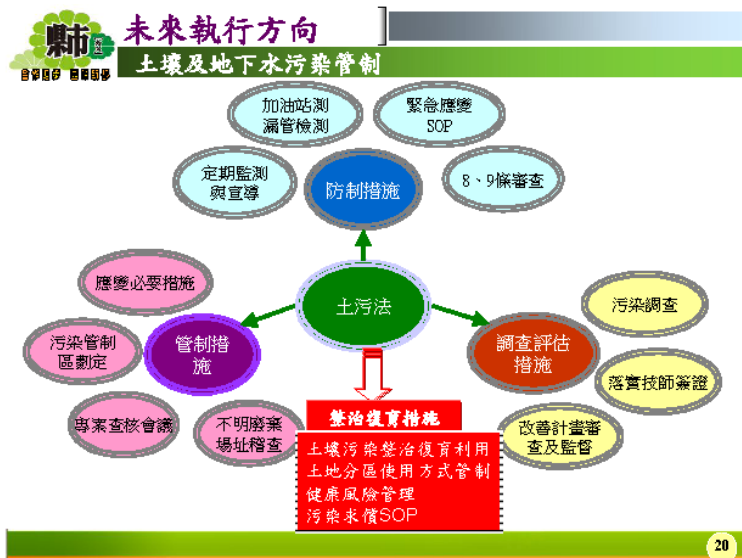 縣市
未來執行方向
土壤及地下水污染管制
加油站測
漏管檢測
緊急應變
SOP
定期監測
與宣導
防制措施
8、9條審查
應變必要措施
土污法
污染調查
污染管制
區劃定
管制措
施
調查評估
措施
落實技師簽證
專案查核會議
不明廢棄
場址稽查
整治復育措施
改善計畫審
查及監督
土壤污染整治復育利用
土地分區使用方式管制
健康風險管理
污染求償SOP
20